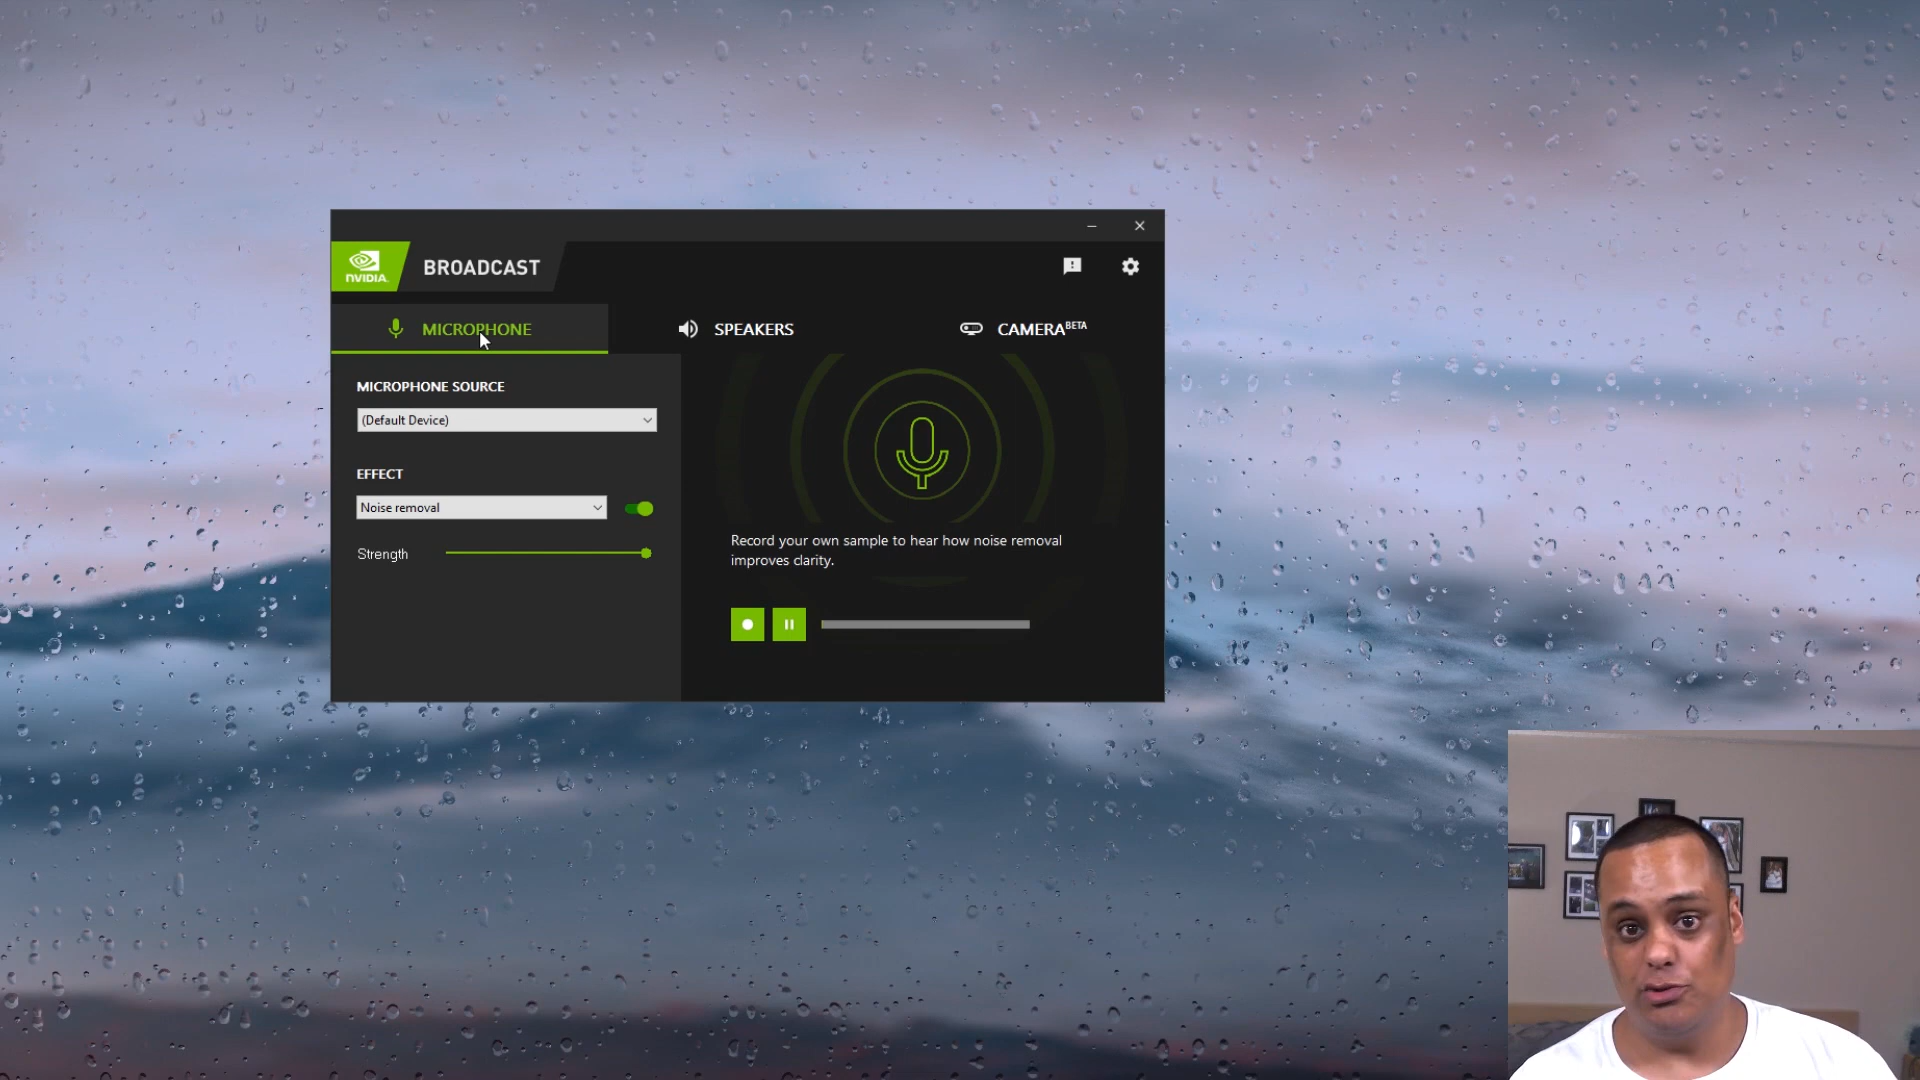 NVIDIA.
BROADCAST
MICROPHONE
SPEAKERS
CAMERA BETA
MICROPHONE SOURCE
(Default Device)
EFFECT
Noise removal
Strength
Record your own sample to hear how noise removal
improves clarity.